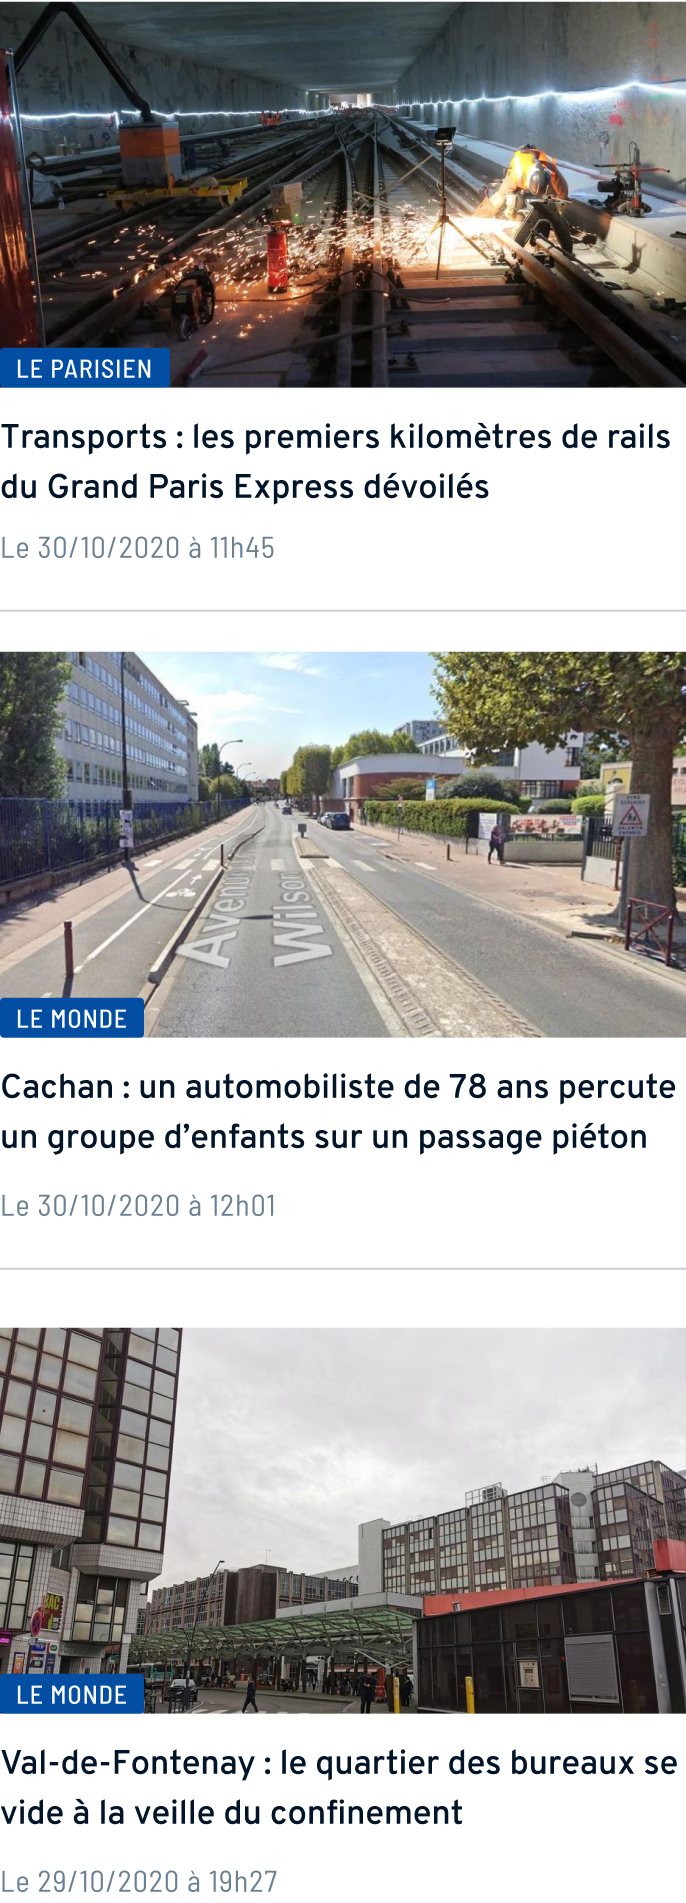 LE PARISIEN
Transports : les premiers kilomètres de rails
du Grand Paris Express dévoilés
Le 30/10/2020 à 11h45
Avenue
Wilson
LE MONDE
Cachan : un automobiliste de 78 ans percute
un groupe d’enfants sur un passage piéton
Le 30/10/2020 à 12h01
LE MONDE
Val-de-Fontenay : le quartier des bureaux se
vide à la veille du confinement
Le 29/10/2020 à 19h27